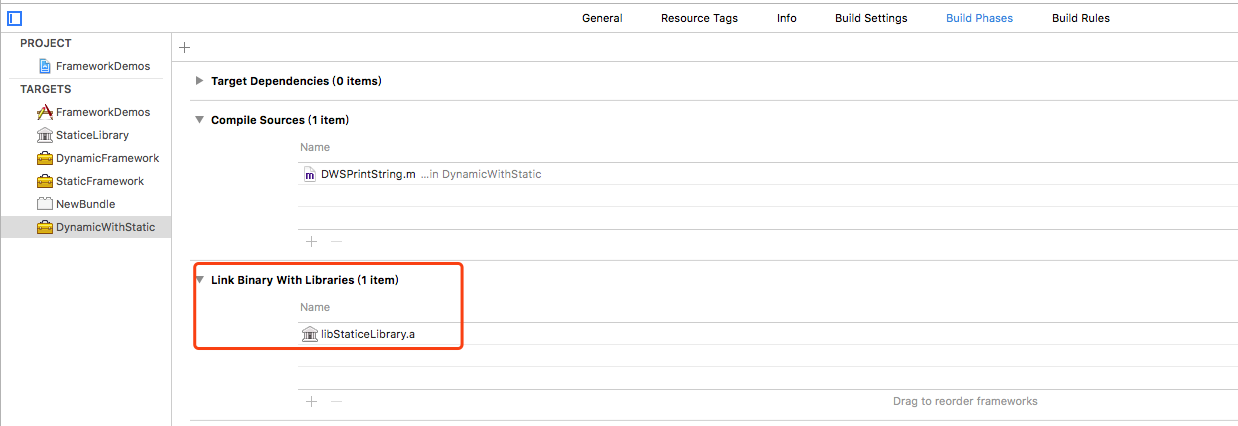 General Resource Tags Info Build Settings Build Phases Build Rules
PROJECT
FrameworkDemos
TARGETS
FrameworkDemos
StaticeLibrary
DynamicFramework
StaticFramework
NewBundle
DynamicWithStatic
Target Dependencies (0 items)
Compile Sources (1 item)
Name
m DWSPrintString.m ...in DynamicWithStatic
Link Binary With Libraries (1 item)
Name
libStaticeLibrary.a
Drag to reorder frameworks